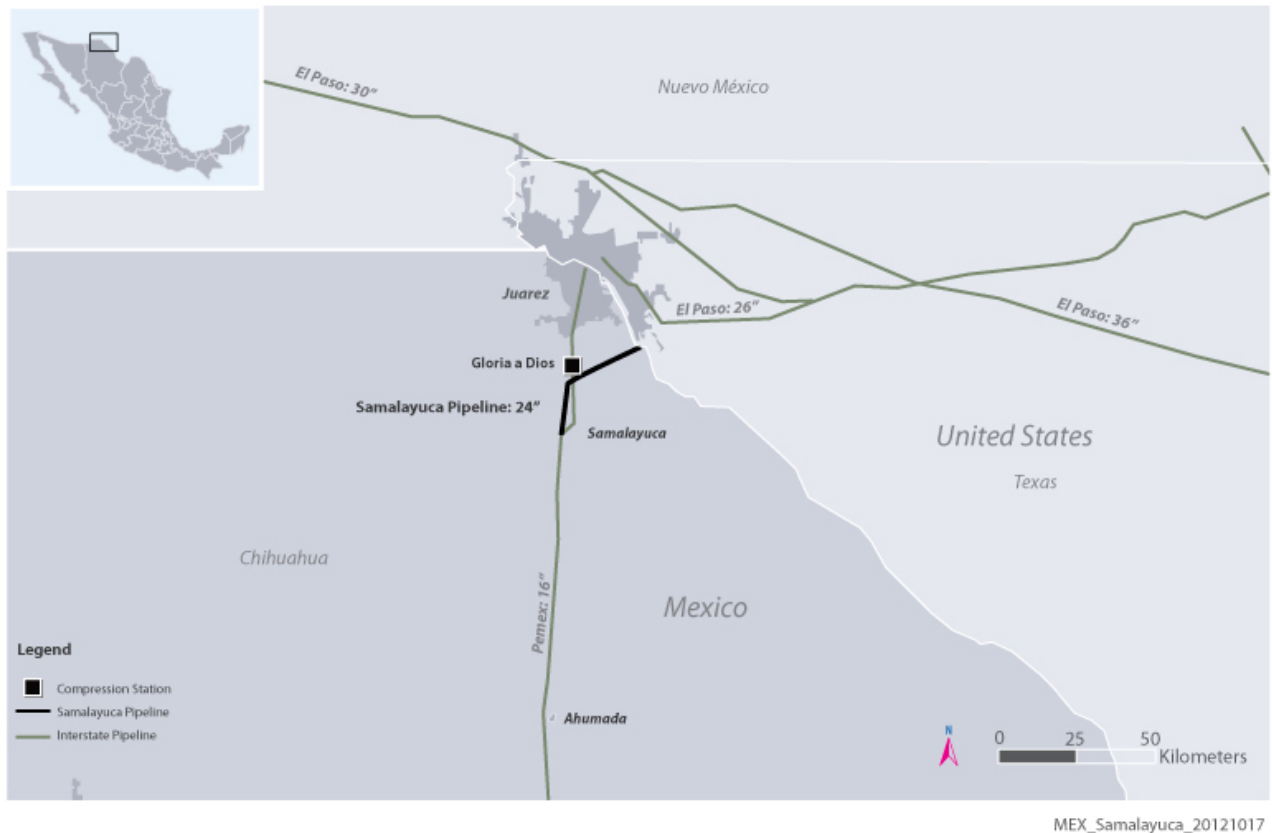 El Paso: 30”
Nuevo México
Juarez
El Paso: 26”
El Paso: 36”
Gloria a Dios
Samalayuca Pipeline: 24”
Samalayuca
United States
Texas
Chihuahua
Pemex: 16”
Mexico
Legend
Compression Station
Samalayuca Pipeline
Interstate Pipeline
Ahumada
N
0 25 50
Kilometers
MEX_Samalayuca_20121017